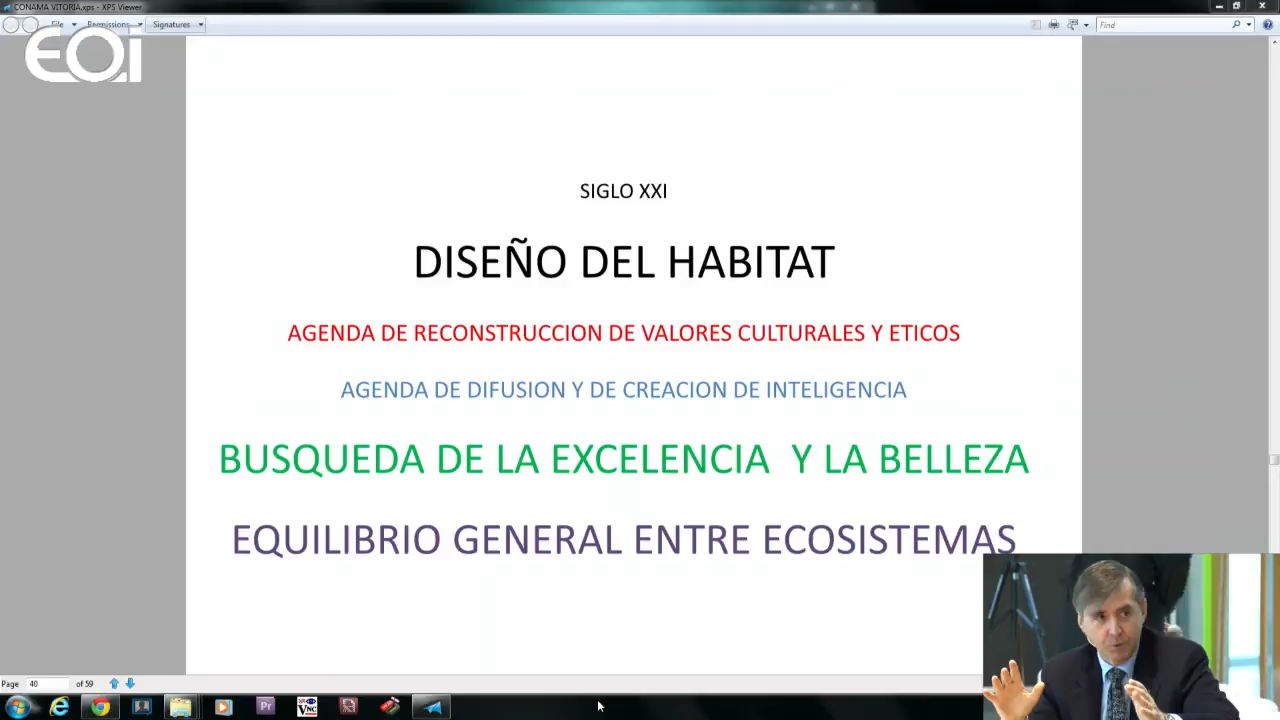 CONAMA VITORIA.xps - XPS Viewer
File Permissions Signatures Find
EOi
SIGLO XXI
DISEÑO DEL HABITAT
AGENDA DE RECONSTRUCCION DE VALORES CULTURALES Y ETICOS
AGENDA DE DIFUSION Y DE CREACION DE INTELIGENCIA
BUSQUEDA DE LA EXCELENCIA Y LA BELLEZA
EQUILIBRIO GENERAL ENTRE ECOSISTEMAS
Page 40 of 59
Pr VNC